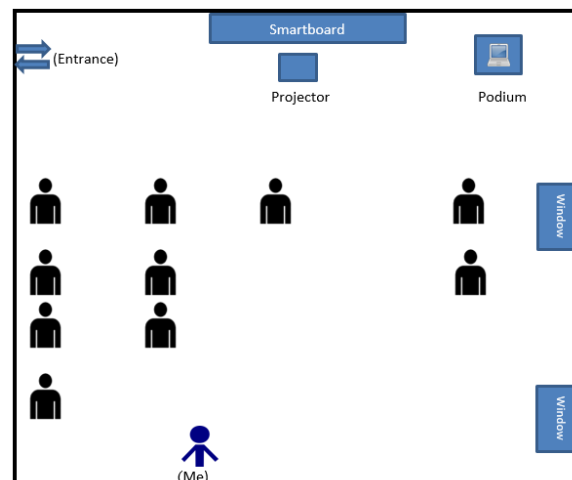 Smartboard
(Entrance)
Projector
Podium
Window
Window
(Me)